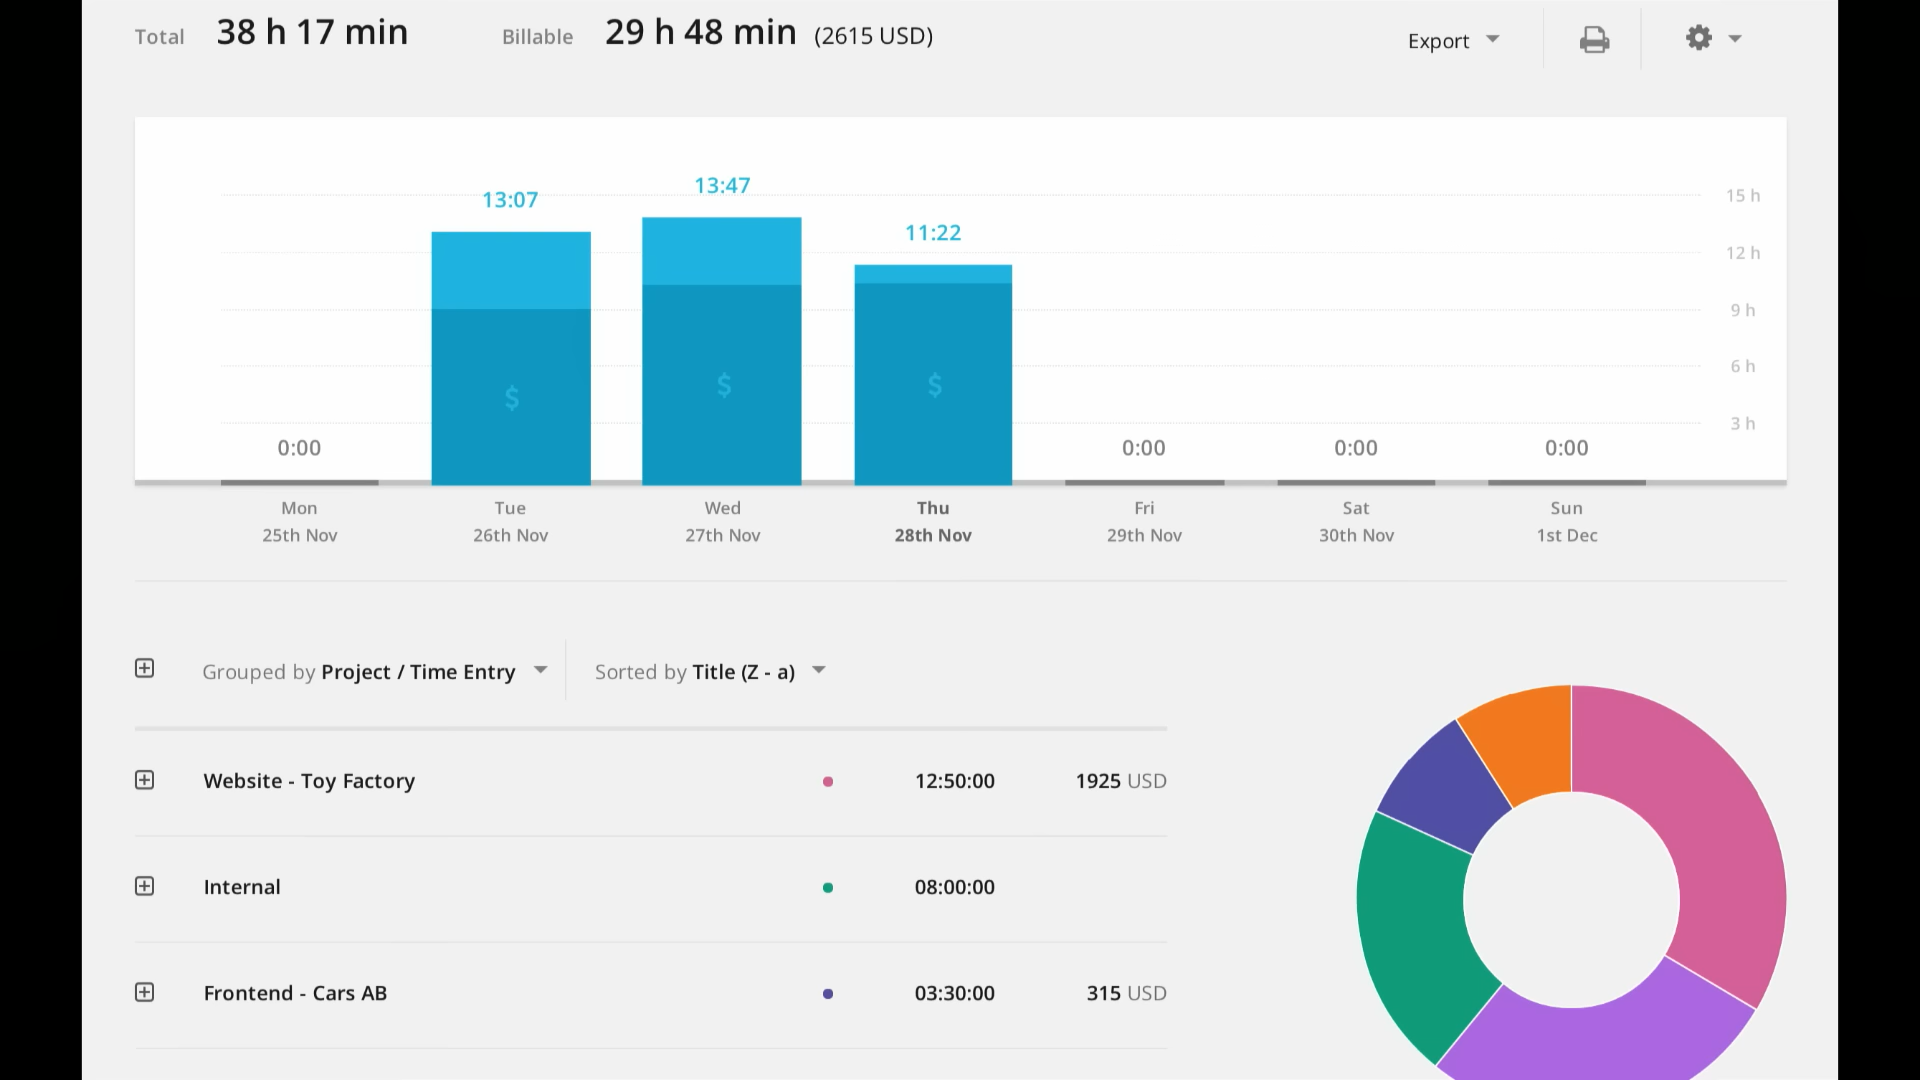 Total 38 h 17 min Billable 29 h 48 min (2615 USD) Export
13:07 13:47 11:22
15 h
12 h
9 h
6 h
3 h
0:00 $ $ $ 0:00 0:00 0:00
Mon Tue Wed Thu Fri Sat Sun
25th Nov 26th Nov 27th Nov 28th Nov 29th Nov 30th Nov 1st Dec
Grouped by Project / Time Entry Sorted by Title (Z - a)
Website - Toy Factory 12:50:00 1925 USD
Internal 08:00:00
Frontend - Cars AB 03:30:00 315 USD